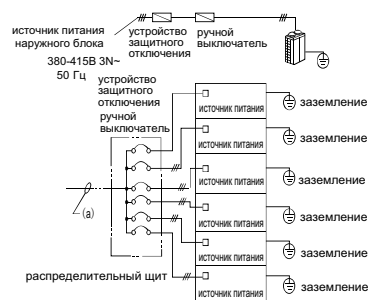 источник питания
наружного блока
380-415В 3N~
50 Гц
устройство
защитного
отключения
ручной
выключатель
устройство
защитного
отключения
ручной
выключатель
источник питания
заземление
источник питания
заземление
источник питания
заземление
(a)
источник питания
заземление
источник питания
заземление
распределительный щит
источник питания
заземление